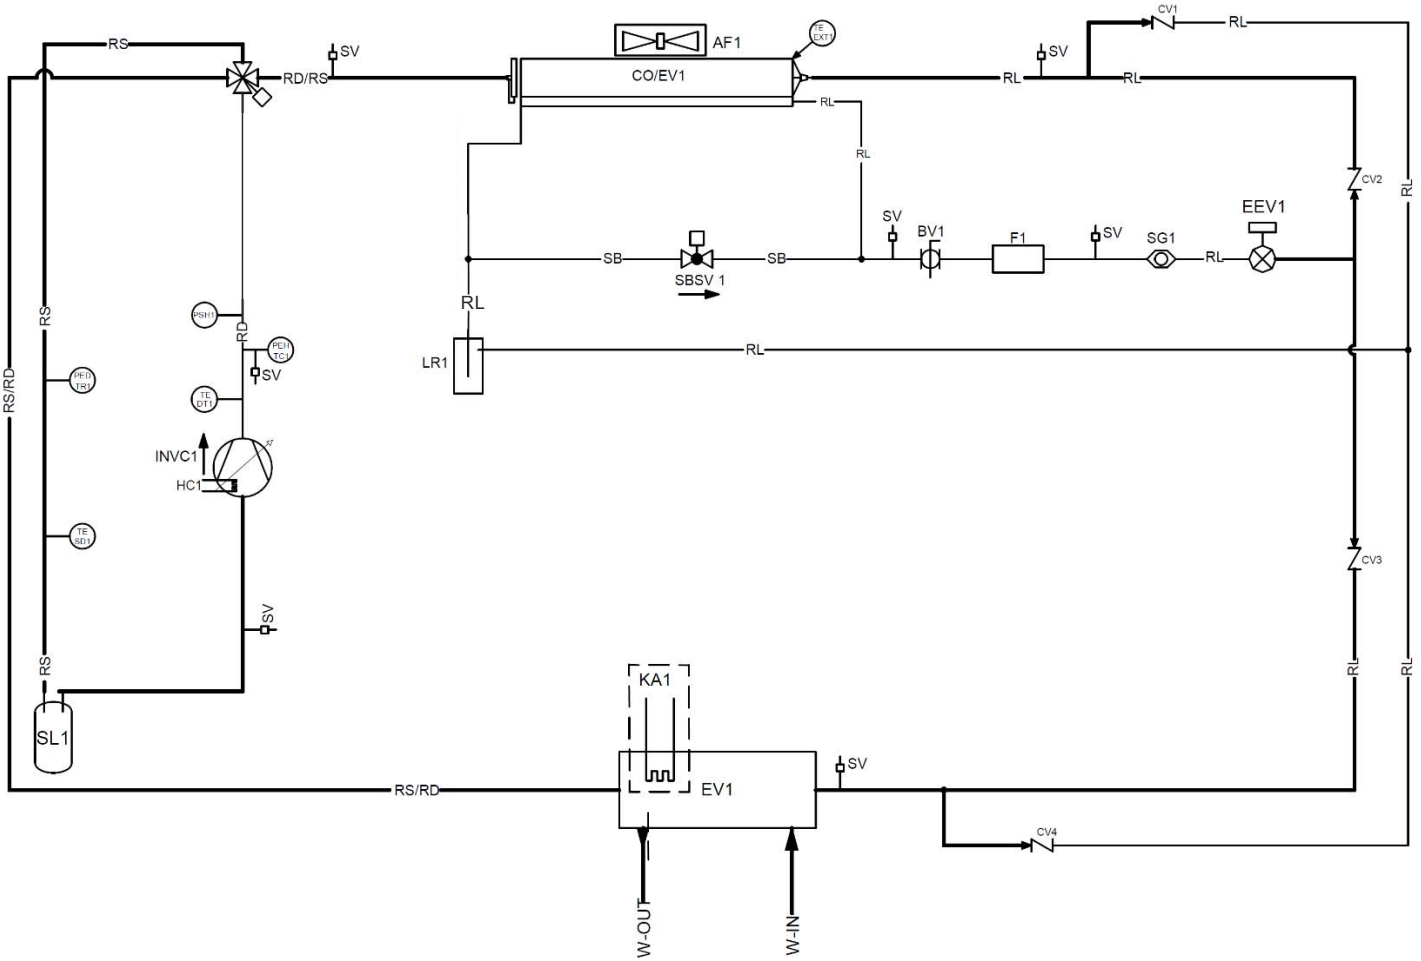 CV1
RL
RS
SV
AF1
TE
EXT1
SV
RD/RS
CO/EV1
RL
RL
RL
RL
CV2
RL
EEV1
SV
BV1
F1
SV
SG1
SB
SB
RL
SBSV 1
RL
PSH1
RS
RD
PEH
TC1
RL
LR1
SV
PED
TR1
RS/RD
TE
DT1
INVC1
HC1
TE
SD1
CV3
SV
RS
RL
RL
KA1
SL1
SV
RS/RD
EV1
CV4
W-OUT
W-IN